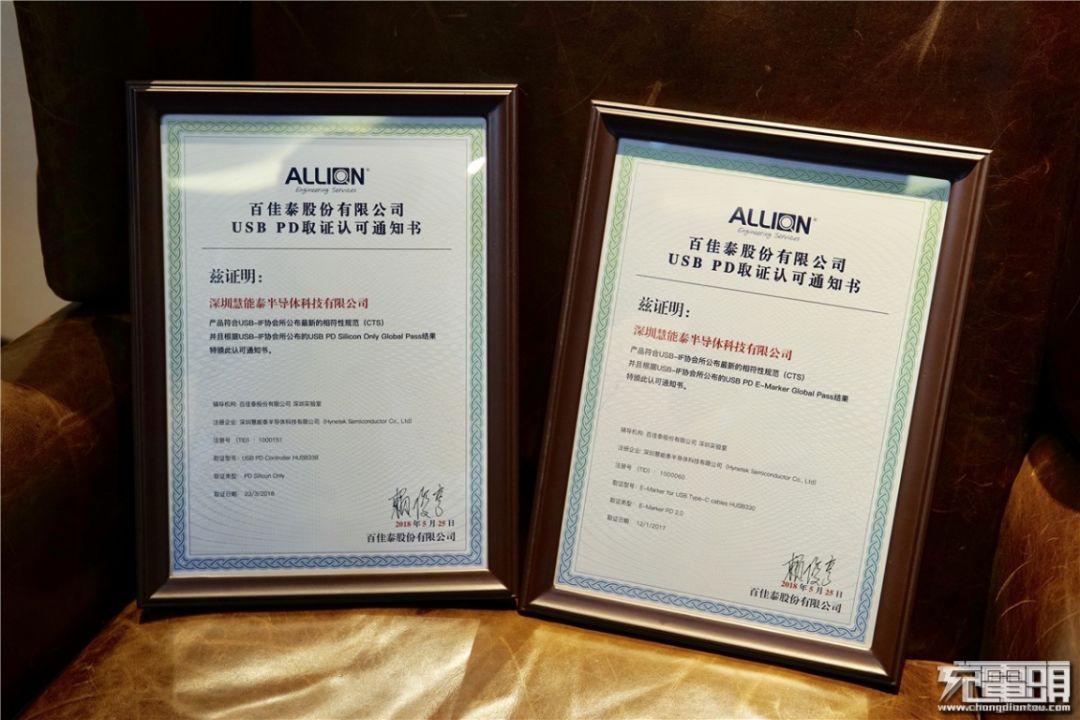 ALLION®
Engineering Services
百佳泰股份有限公司
USB PD取证认可通知书
兹证明：
深圳慧能泰半导体科技有限公司
产品符合USB-IF协会所公布最新的相符性规范（CTS）
并且根据USB-IF协会所公布的USB PD Silicon Only Global Pass结果
特颁此认可通知书。
辅导机构: 百佳泰股份有限公司 深圳实验室
注册企业: 深圳慧能泰半导体科技有限公司（Hynetek Semiconductor Co., Ltd）
注册号 （TID）: 1000151
取证型号: USB PD Controller HUSB338
取证类型: PD Silicon Only
取证日期: 23/3/2018
赖俊亨
2018 年 5 月 25 日
百佳泰股份有限公司
ALLION®
Engineering Services
百佳泰股份有限公司
USB PD取证认可通知书
兹证明：
深圳慧能泰半导体科技有限公司
产品符合USB-IF协会所公布最新的相符性规范（CTS）
并且根据USB-IF协会所公布的USB PD E-Marker Global Pass结果
特颁此认可通知书。
辅导机构: 百佳泰股份有限公司 深圳实验室
注册企业: 深圳慧能泰半导体科技有限公司（Hynetek Semiconductor Co., Ltd）
注册号 （TID）: 1000060
取证型号: E-Marker for USB Type-C cables HUSB330
取证类型: E-Marker PD 2.0
取证日期: 12/1/2017
赖俊亨
2018 年 5 月 25 日
百佳泰股份有限公司
充電頭
www.chongdiantou.com